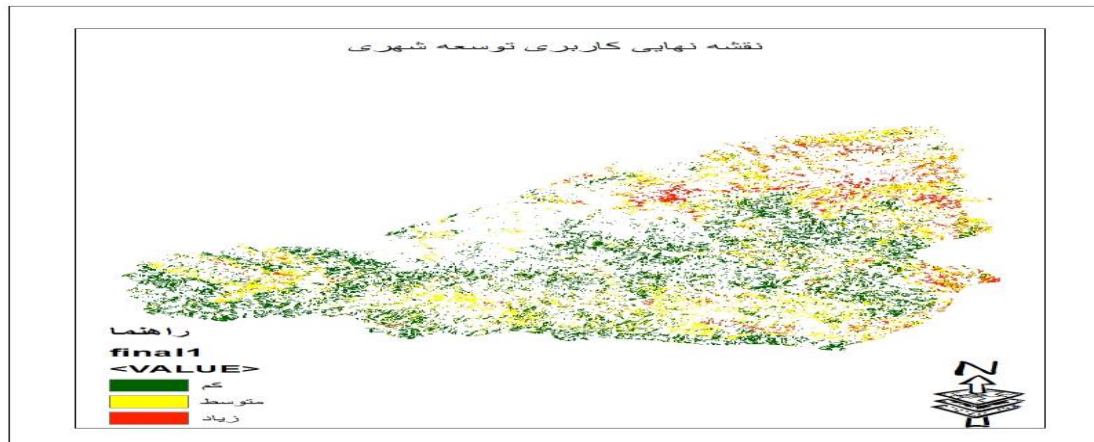 نقشه نهایی کاربری توسعه شهری
راهنما
final1
<VALUE>
کم
متوسط
زیاد
N